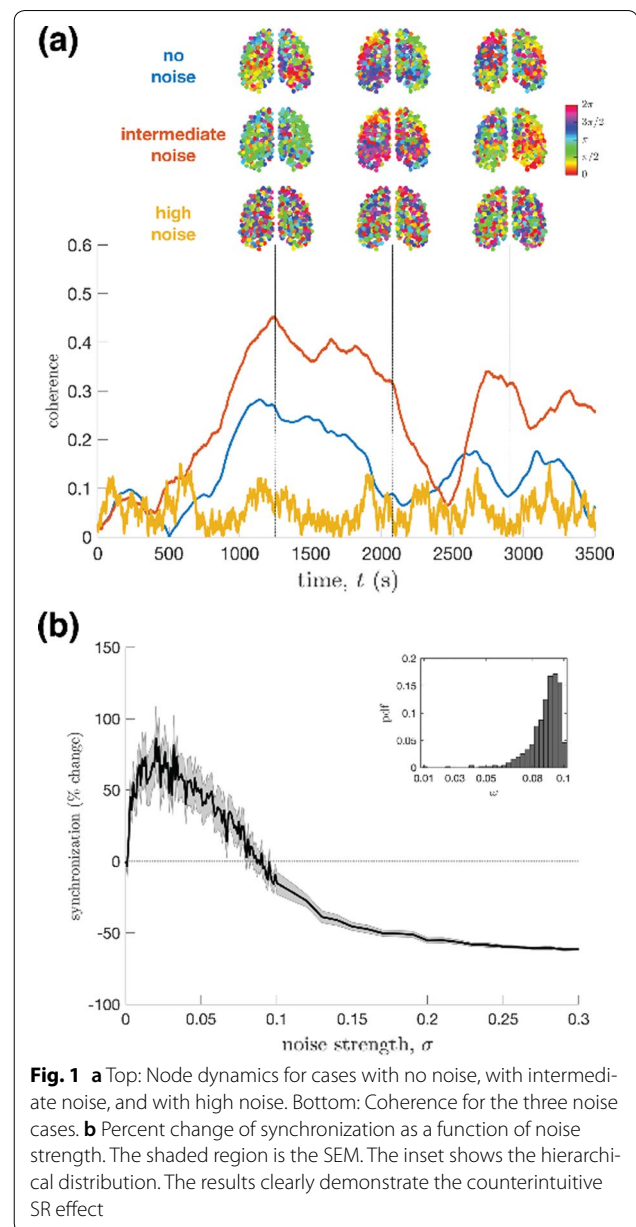 (a)
no
noise
intermediate
noise
high
noise
2π
3π/2
π
π/2
0
0.6
0.5
0.4
0.3
0.2
0.1
0
coherence
0 500 1000 1500 2000 2500 3000 3500
time, t (s)
(b)
150
100
50
0
-50
-100
synchronization (% change)
0.2
0.15
0.1
0.05
0
pdf
0.01 0.03 0.05 0.08 0.1
ω
0 0.05 0.1 0.15 0.2 0.25 0.3
noise strength, σ
Fig. 1 a Top: Node dynamics for cases with no noise, with intermedi-
ate noise, and with high noise. Bottom: Coherence for the three noise
cases. b Percent change of synchronization as a function of noise
strength. The shaded region is the SEM. The inset shows the hierarchi-
cal distribution. The results clearly demonstrate the counterintuitive
SR effect